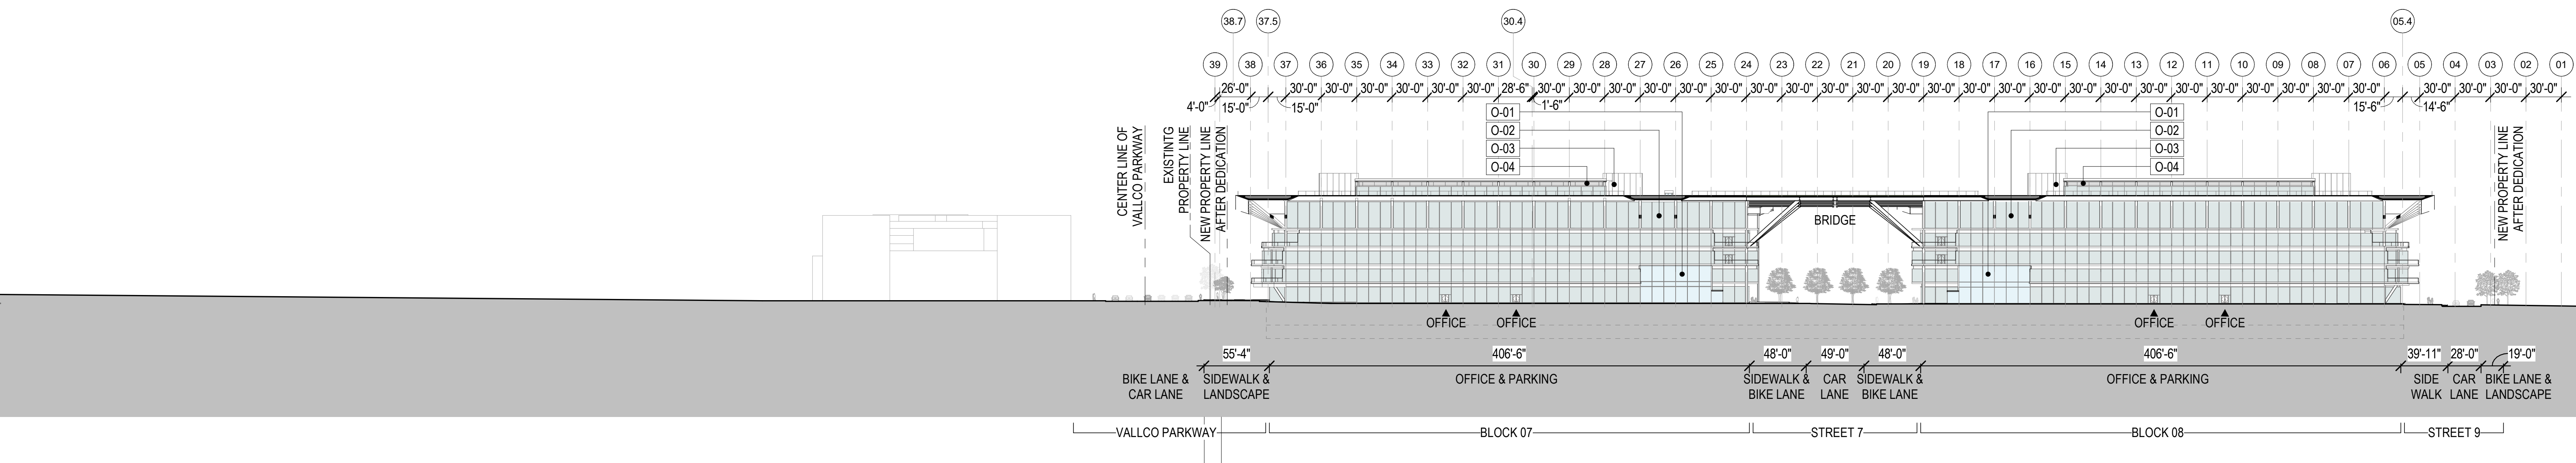 38.7 37.5 30.4 05.4
39 38 37 36 35 34 33 32 31 30 29 28 27 26 25 24 23 22 21 20 19 18 17 16 15 14 13 12 11 10 09 08 07 06 05 04 03 02 01
26'-0" 30'-0" 30'-0" 30'-0" 30'-0" 30'-0" 30'-0" 28'-6" 30'-0" 30'-0" 30'-0" 30'-0" 30'-0" 30'-0" 30'-0" 30'-0" 30'-0" 30'-0" 30'-0" 30'-0" 30'-0" 30'-0" 30'-0" 30'-0" 30'-0" 30'-0" 30'-0" 30'-0" 30'-0" 30'-0" 30'-0" 30'-0" 30'-0" 30'-0" 30'-0" 30'-0"
4'-0" 15'-0" 15'-0" 1'-6" 15'-6" 14'-6"
O-01
O-02
O-03
O-04
O-01
O-02
O-03
O-04
CENTER LINE OF
VALLCO PARKWAY
EXISTINTG
PROPERTY LINE
NEW PROPERTY LINE
AFTER DEDICATION
NEW PROPERTY LINE
AFTER DEDICATION
BRIDGE
OFFICE OFFICE OFFICE OFFICE
55'-4" 406'-6" 48'-0" 49'-0" 48'-0" 406'-6" 39'-11" 28'-0" 19'-0"
BIKE LANE &
CAR LANE
SIDEWALK &
LANDSCAPE
OFFICE & PARKING
SIDEWALK &
BIKE LANE
CAR
LANE
SIDEWALK &
BIKE LANE
OFFICE & PARKING
SIDE
WALK
CAR
LANE
BIKE LANE &
LANDSCAPE
VALLCO PARKWAY BLOCK 07 STREET 7 BLOCK 08 STREET 9